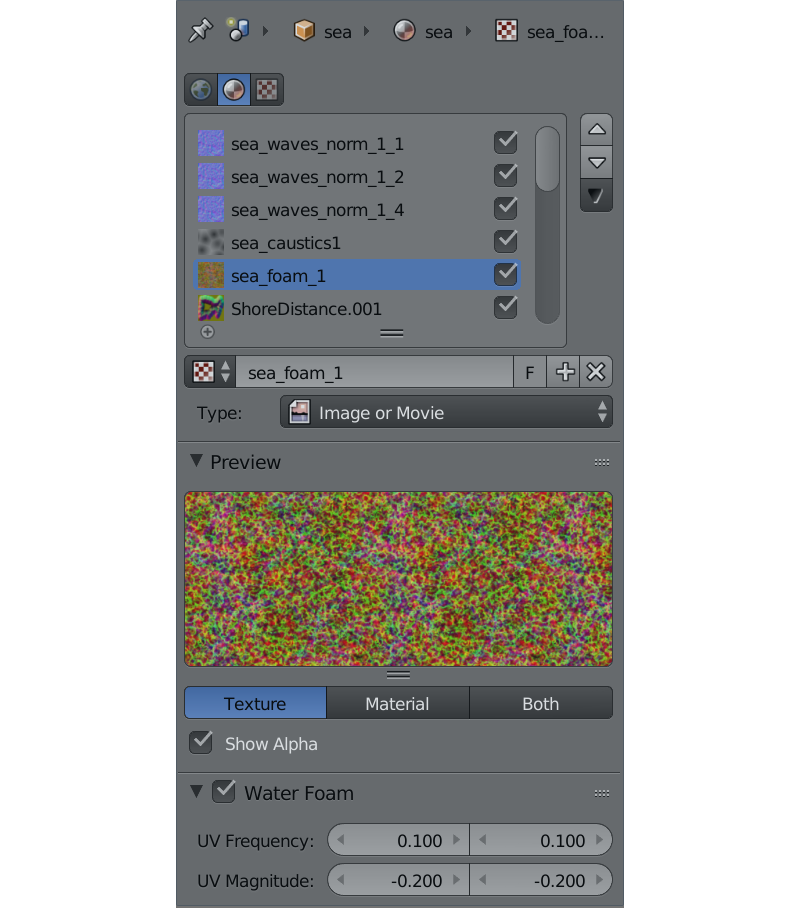 sea sea sea_foa...
sea_waves_norm_1_1
sea_waves_norm_1_2
sea_waves_norm_1_4
sea_caustics1
sea_foam_1
ShoreDistance.001
sea_foam_1 F
Type: Image or Movie
Preview
Texture Material Both
Show Alpha
Water Foam
UV Frequency: 0.100 0.100
UV Magnitude: -0.200 -0.200